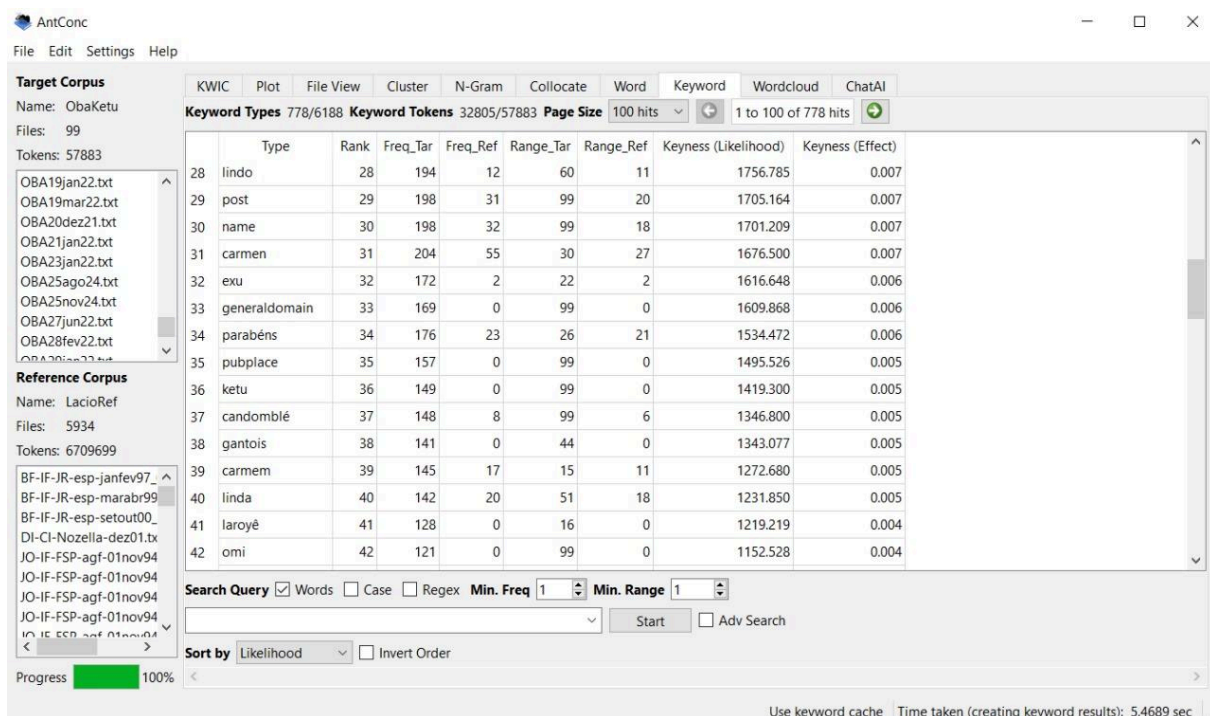 AntConc
File Edit Settings Help
Target Corpus
Name: ObaKetu
Files: 99
Tokens: 57883
OBA19jan22.txt
OBA19mar22.txt
OBA20dez21.txt
OBA21jan22.txt
OBA23jan22.txt
OBA25ago24.txt
OBA25nov24.txt
OBA27jun22.txt
OBA28fev22.txt
Reference Corpus
Name: LacioRef
Files: 5934
Tokens: 6709699
BF-IF-JR-esp-janfev97_
BF-IF-JR-esp-marabr99
BF-IF-JR-esp-setout00_
DI-CI-Nozella-dez01.tx
JO-IF-FSP-agf-01nov94
JO-IF-FSP-agf-01nov94
JO-IF-FSP-agf-01nov94
JO-IF-FSP-agf-01nov94
JO-IF-FSP-agf-01nov94
Progress 100%
KWIC Plot File View Cluster N-Gram Collocate Word Keyword Wordcloud ChatAI
Keyword Types 778/6188 Keyword Tokens 32805/57883 Page Size 100 hits 1 to 100 of 778 hits
Type Rank Freq_Tar Freq_Ref Range_Tar Range_Ref Keyness (Likelihood) Keyness (Effect)
28 lindo 28 194 12 60 11 1756.785 0.007
29 post 29 198 31 99 20 1705.164 0.007
30 name 30 198 32 99 18 1701.209 0.007
31 carmen 31 204 55 30 27 1676.500 0.007
32 exu 32 172 2 22 2 1616.648 0.006
33 generaldomain 33 169 0 99 0 1609.868 0.006
34 parabéns 34 176 23 26 21 1534.472 0.006
35 pubplace 35 157 0 99 0 1495.526 0.005
36 ketu 36 149 0 99 0 1419.300 0.005
37 candomblé 37 148 8 99 6 1346.800 0.005
38 gantois 38 141 0 44 0 1343.077 0.005
39 carmem 39 145 17 15 11 1272.680 0.005
40 linda 40 142 20 51 18 1231.850 0.005
41 laroyê 41 128 0 16 0 1219.219 0.004
42 omi 42 121 0 99 0 1152.528 0.004
Search Query Words Case Regex Min. Freq 1 Min. Range 1
Start Adv Search
Sort by Likelihood Invert Order
Use keyword cache Time taken (creating keyword results): 5.4689 sec